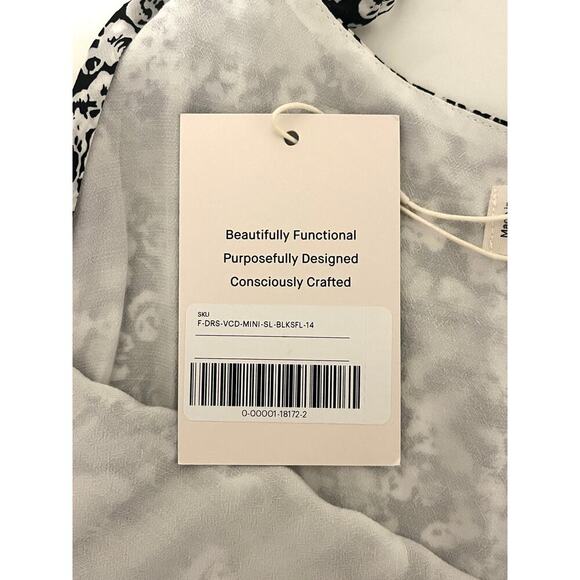 Beautifully Functional
Purposefully Designed
Consciously Crafted
SKU
F-DRS-VCD-MINI-SL-BLKSFL-14
0-00001-18172-2